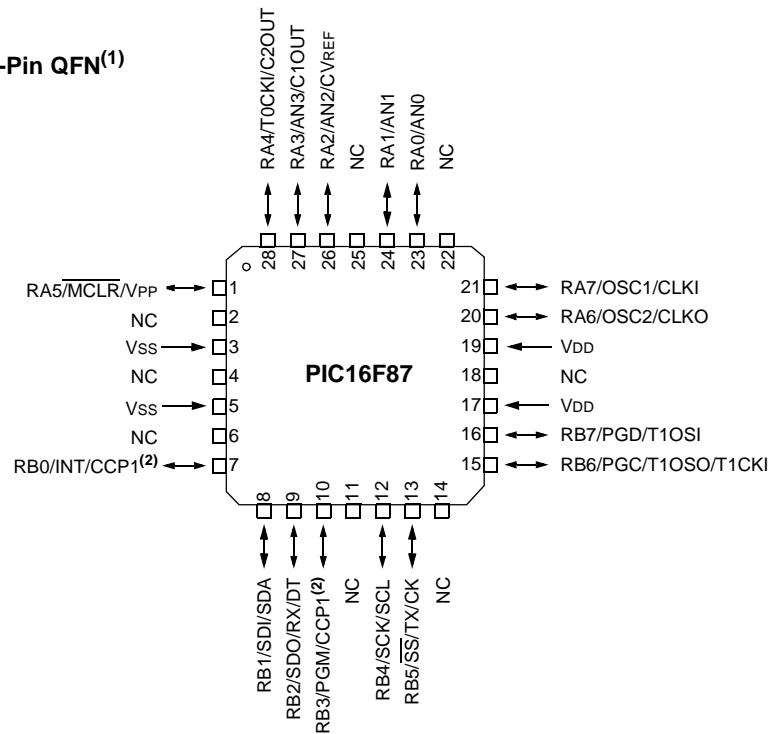 -Pin QFN(1)
RA4/T0CKI/C2OUT
RA3/AN3/C1OUT
RA2/AN2/CVREF
NC
RA1/AN1
RA0/AN0
NC
28
27
26
25
24
23
22
RA5/MCLR/VPP
1
NC
2
VSS
3
NC
4
VSS
5
NC
6
RB0/INT/CCP1(2)
7
PIC16F87
21
RA7/OSC1/CLKI
20
RA6/OSC2/CLKO
19
VDD
18
NC
17
VDD
16
RB7/PGD/T1OSI
15
RB6/PGC/T1OSO/T1CKI
8
9
10
11
12
13
14
RB1/SDI/SDA
RB2/SDO/RX/DT
RB3/PGM/CCP1(2)
NC
RB4/SCK/SCL
RB5/SS/TX/CK
NC